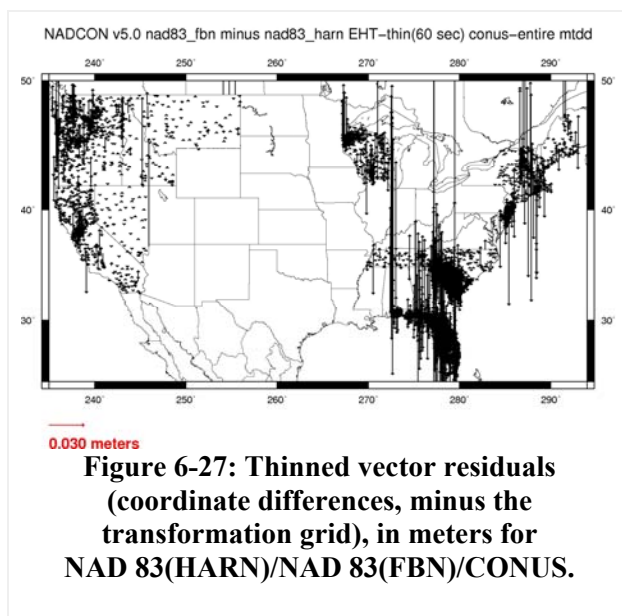 NADCON v5.0 nad83_fbn minus nad83_harn EHT-thin(60 sec) conus-entire mtdd
240° 250° 260° 270° 280° 290°
50° 50°
40° 40°
30° 30°
240° 250° 260° 270° 280° 290°
0.030 meters
Figure 6-27: Thinned vector residuals
(coordinate differences, minus the
transformation grid), in meters for
NAD 83(HARN)/NAD 83(FBN)/CONUS.